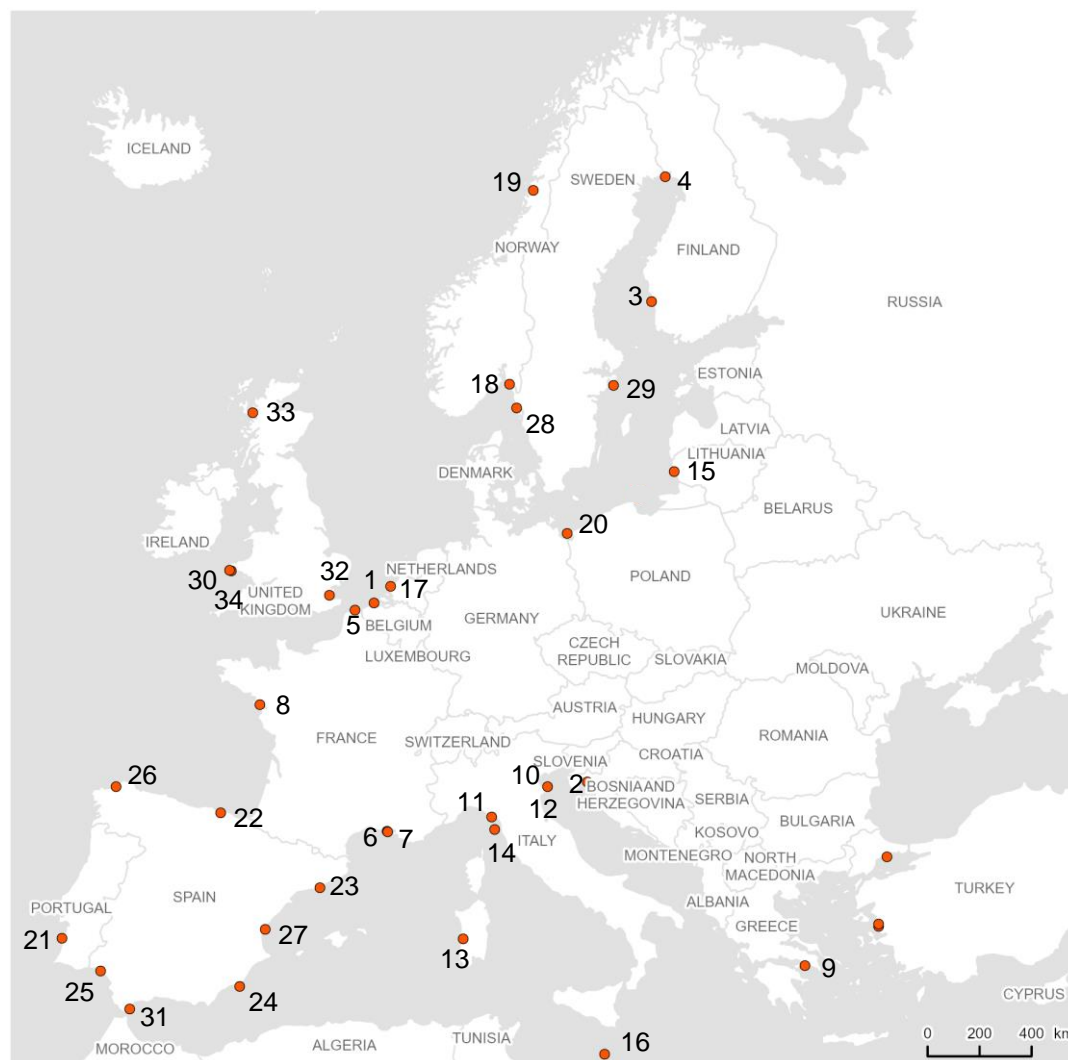 ICELAND
19
SWEDEN
4
NORWAY
FINLAND
3
RUSSIA
18
29
ESTONIA
33
28
LATVIA
LITHUANIA
DENMARK
15
BELARUS
20
IRELAND
NETHERLANDS
POLAND
30
32
1
17
34
UNITED
KINGDOM
5
BELGIUM
GERMANY
UKRAINE
LUXEMBOURG
CZECH
REPUBLIC
SLOVAKIA
MOLDOVA
8
AUSTRIA
HUNGARY
FRANCE
SWITZERLAND
ROMANIA
SLOVENIA
CROATIA
26
10
2
BOSNIA AND
HERZEGOVINA
12
SERBIA
22
11
BULGARIA
6
7
14
ITALY
KOSOVO
MONTENEGRO
NORTH
MACEDONIA
23
SPAIN
TURKEY
PORTUGAL
ALBANIA
21
27
GREECE
13
9
25
24
CYPRUS
31
MOROCCO
ALGERIA
TUNISIA
16
0 200 400 km